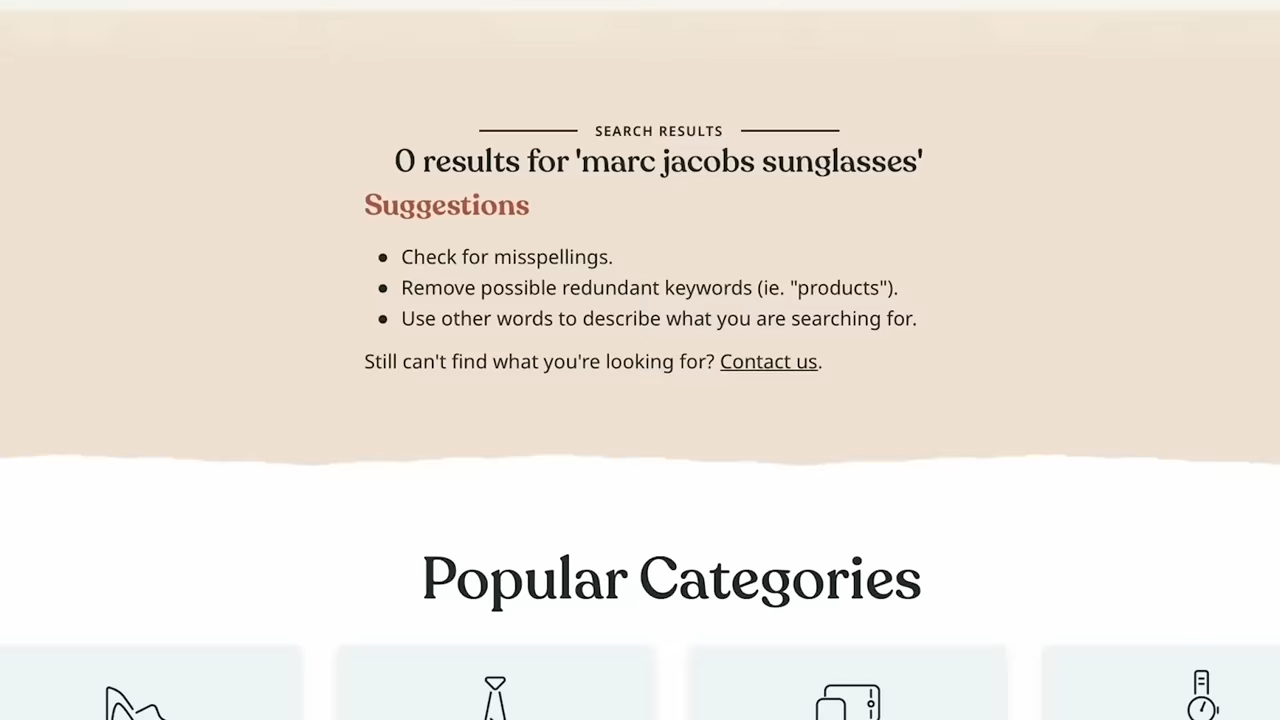 SEARCH RESULTS
0 results for 'marc jacobs sunglasses'
Suggestions
Check for misspellings.
Remove possible redundant keywords (ie. "products").
Use other words to describe what you are searching for.
Still can't find what you're looking for? Contact us.
Popular Categories